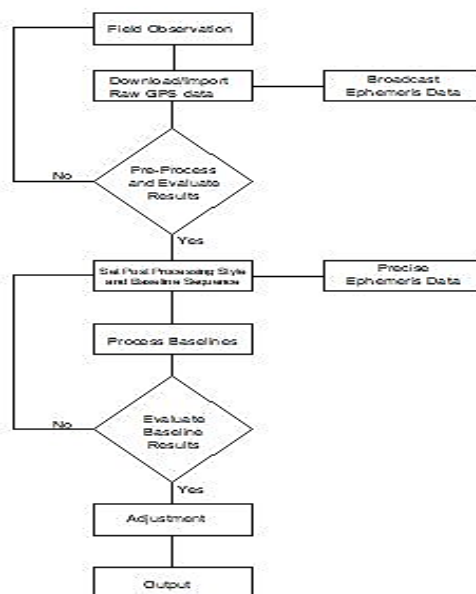 Field Observation
Download/Import
Raw GPS data
Broadcast
Ephemeris Data
Pre-Process
and Evaluate
Results
No
Yes
Set Post Processing Style
and Baseline Sequence
Precise
Ephemeris Data
Process Baselines
Evaluate
Baseline
Results
No
Yes
Adjustment
Output